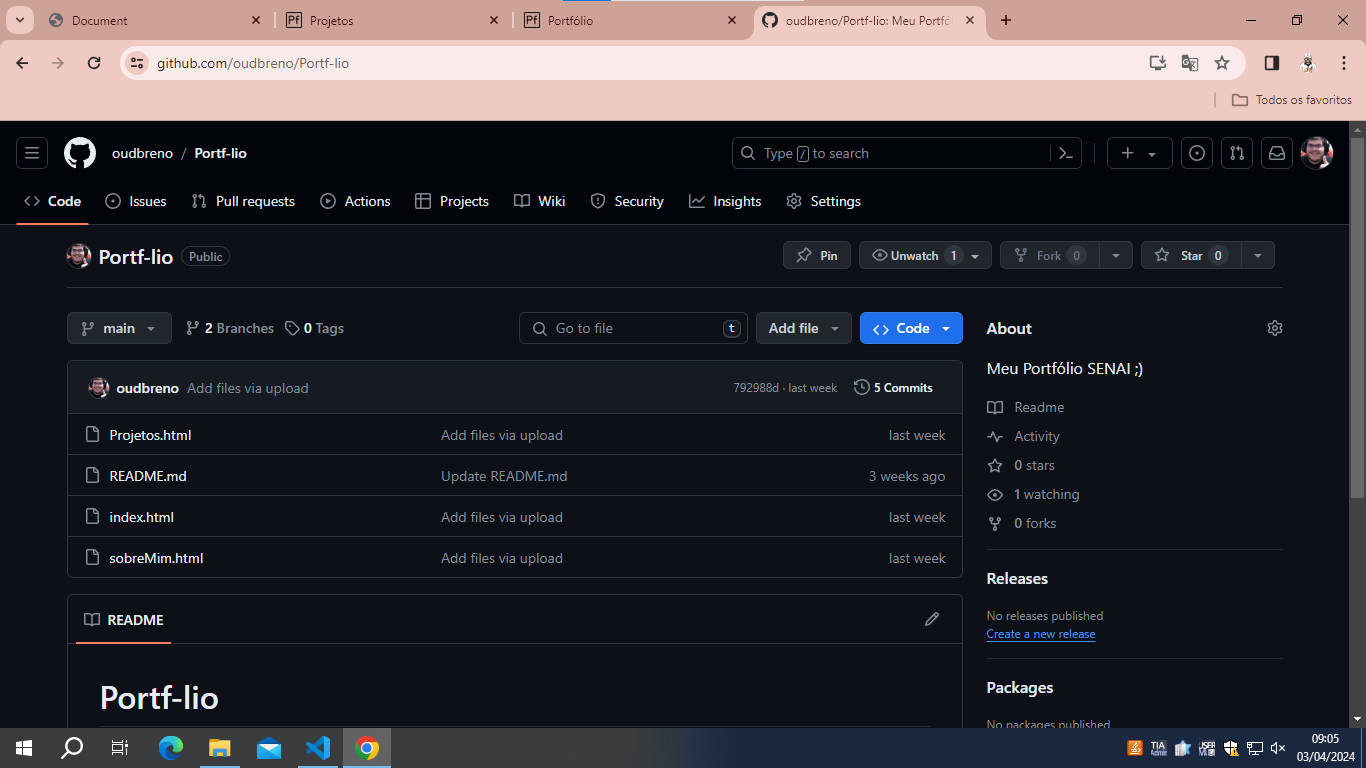 Document
Pf Projetos
Pf Portfólio
oudbreno/Portf-lio: Meu Portfó
github.com/oudbreno/Portf-lio
Todos os favoritos
oudbreno / Portf-lio
Type / to search
Code Issues Pull requests Actions Projects Wiki Security Insights Settings
Portf-lio Public
Pin Unwatch 1 Fork 0 Star 0
main 2 Branches 0 Tags Go to file t Add file Code
About
Meu Portfólio SENAI ;)
oudbreno Add files via upload 792988d · last week 5 Commits
Projetos.html Add files via upload last week
README.md Update README.md 3 weeks ago
index.html Add files via upload last week
sobreMim.html Add files via upload last week
Readme
Activity
0 stars
1 watching
0 forks
Releases
No releases published
Create a new release
Packages
No packages published
README
Portf-lio
TIA
Admin
09:05
03/04/2024